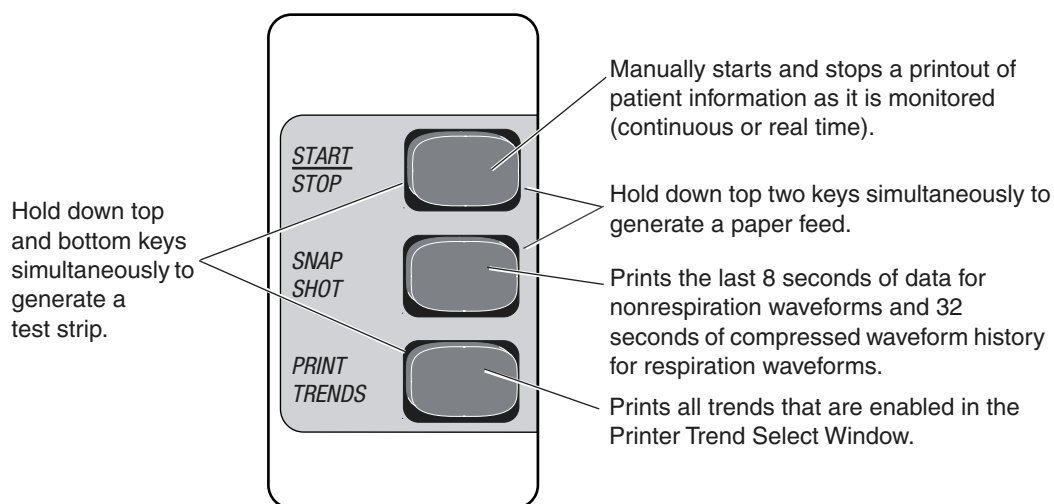 Manually starts and stops a printout of
patient information as it is monitored
(continuous or real time).
START
STOP
Hold down top
and bottom keys
simultaneously to
generate a
test strip.
Hold down top two keys simultaneously to
generate a paper feed.
SNAP
SHOT
Prints the last 8 seconds of data for
nonrespiration waveforms and 32
seconds of compressed waveform history
for respiration waveforms.
PRINT
TRENDS
Prints all trends that are enabled in the
Printer Trend Select Window.